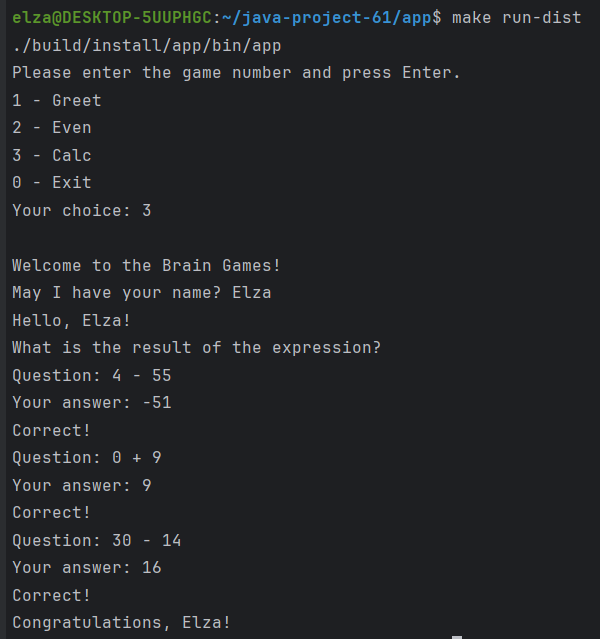 elza@DESKTOP-5UUPHGC:~/java-project-61/app$ make run-dist
./build/install/app/bin/app
Please enter the game number and press Enter.
1 - Greet
2 - Even
3 - Calc
0 - Exit
Your choice: 3

Welcome to the Brain Games!
May I have your name? Elza
Hello, Elza!
What is the result of the expression?
Question: 4 - 55
Your answer: -51
Correct!
Question: 0 + 9
Your answer: 9
Correct!
Question: 30 - 14
Your answer: 16
Correct!
Congratulations, Elza!